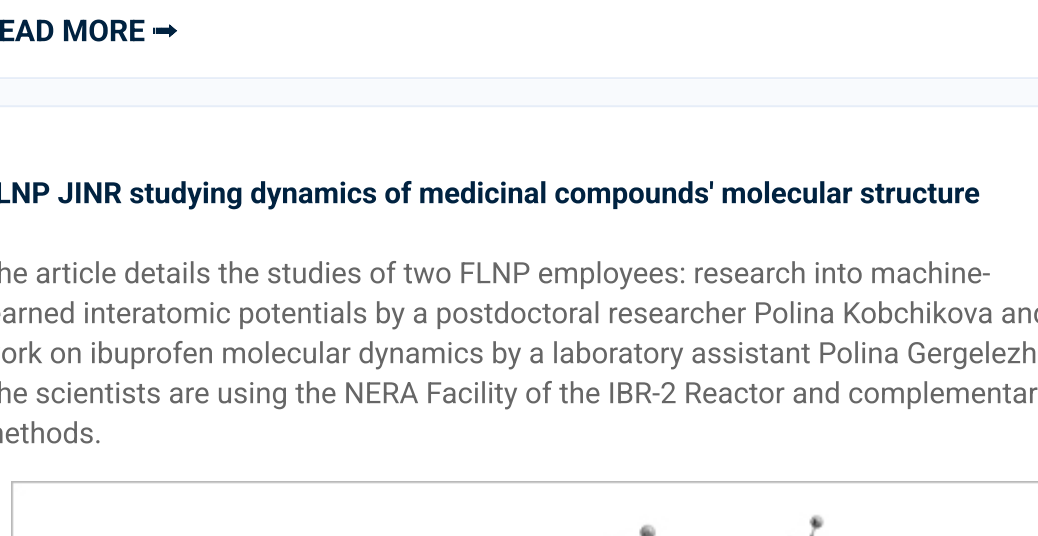 EAD MORE ➟
LNP JINR studying dynamics of medicinal compounds' molecular structure
he article details the studies of two FLNP employees: research into machine-
earned interatomic potentials by a postdoctoral researcher Polina Kobchikova and
ork on ibuprofen molecular dynamics by a laboratory assistant Polina Gergelezh
he scientists are using the NERA Facility of the IBR-2 Reactor and complementar
ethods.